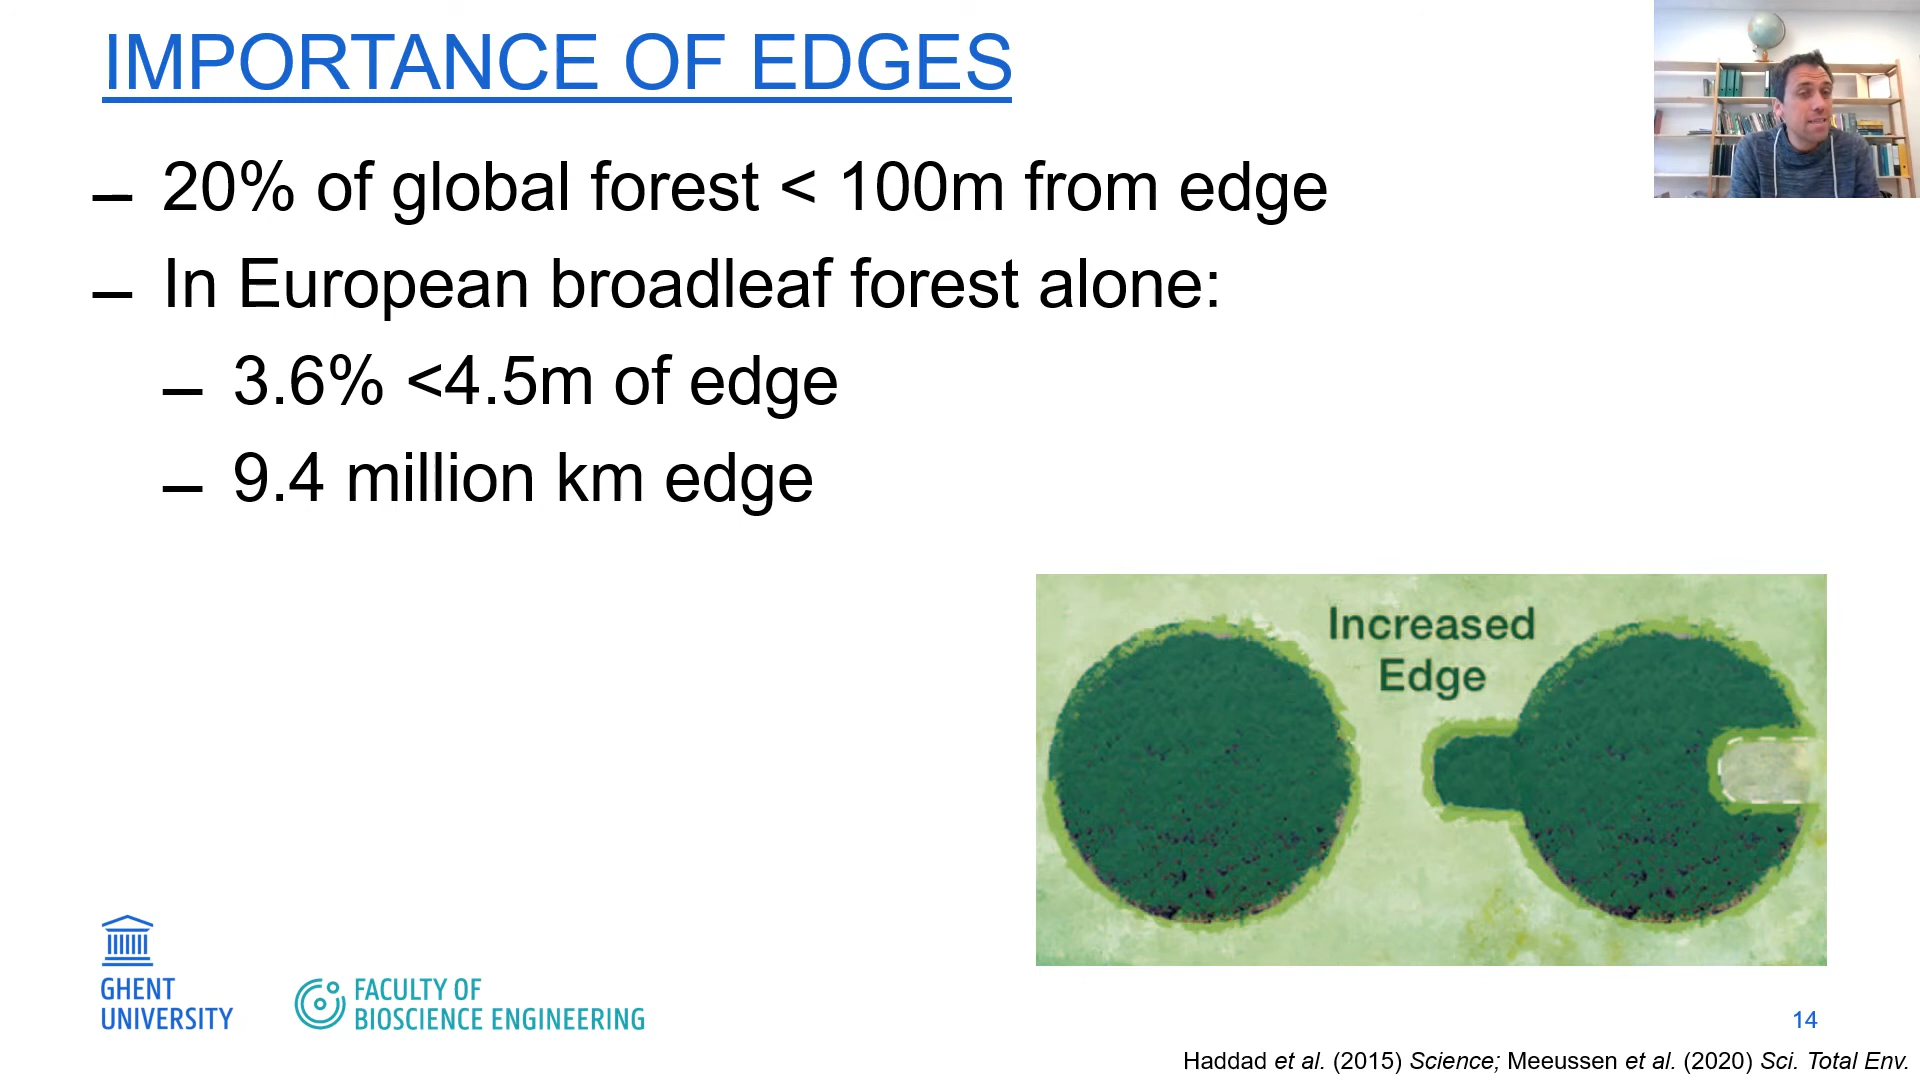 IMPORTANCE OF EDGES
– 20% of global forest < 100m from edge
– In European broadleaf forest alone:
– 3.6% <4.5m of edge
– 9.4 million km edge
Increased
Edge
GHENT
UNIVERSITY
FACULTY OF
BIOSCIENCE ENGINEERING
14
Haddad et al. (2015) Science; Meeussen et al. (2020) Sci. Total Env.